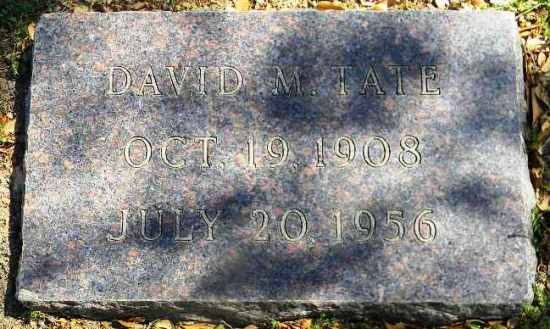 DAVID M. TATE
OCT. 19, 1908
JULY 20, 1956